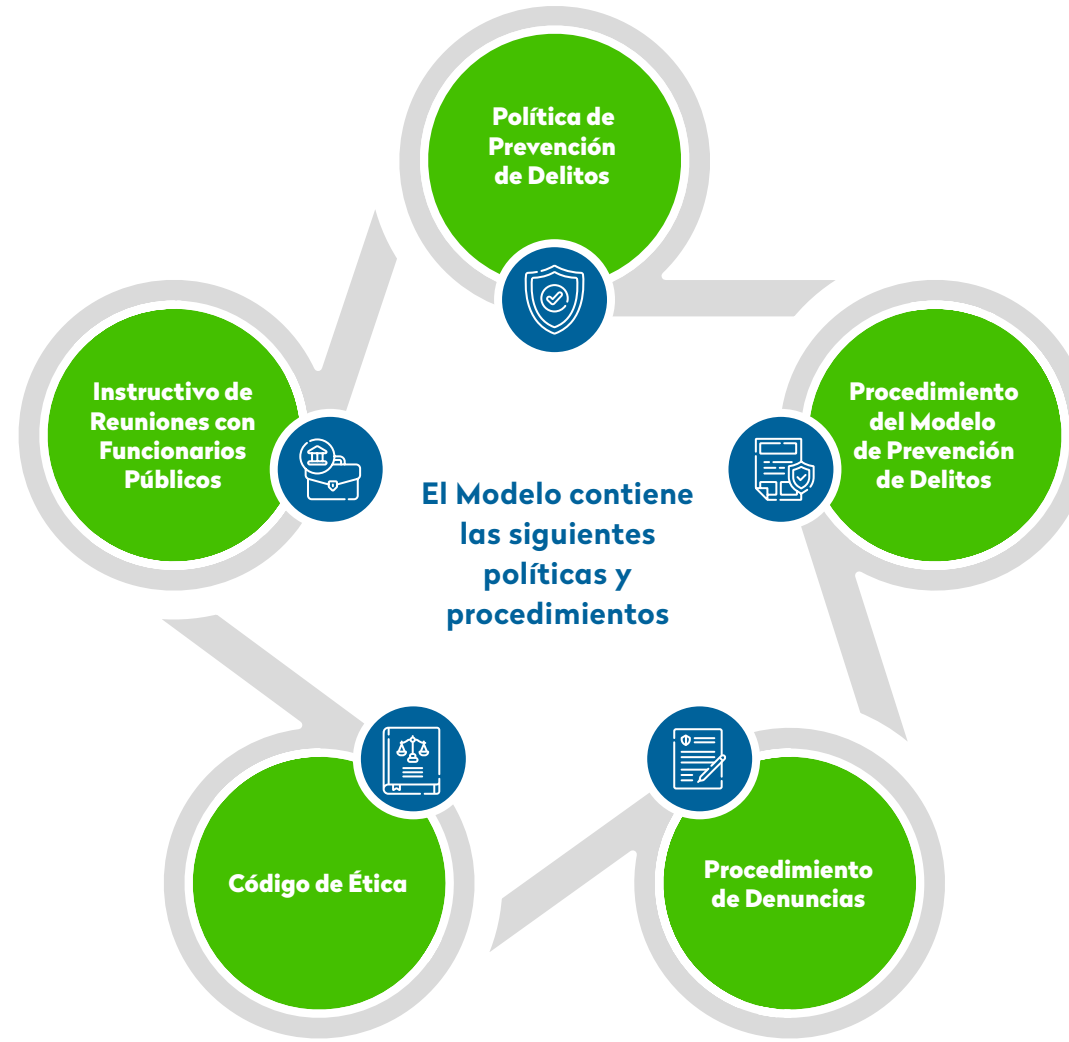 Política de
Prevención
de Delitos
Instructivo de
Reuniones con
Funcionarios
Públicos
Procedimiento
del Modelo
de Prevención
de Delitos
El Modelo contiene
las siguientes
políticas y
procedimientos
Código de Ética
Procedimiento
de Denuncias